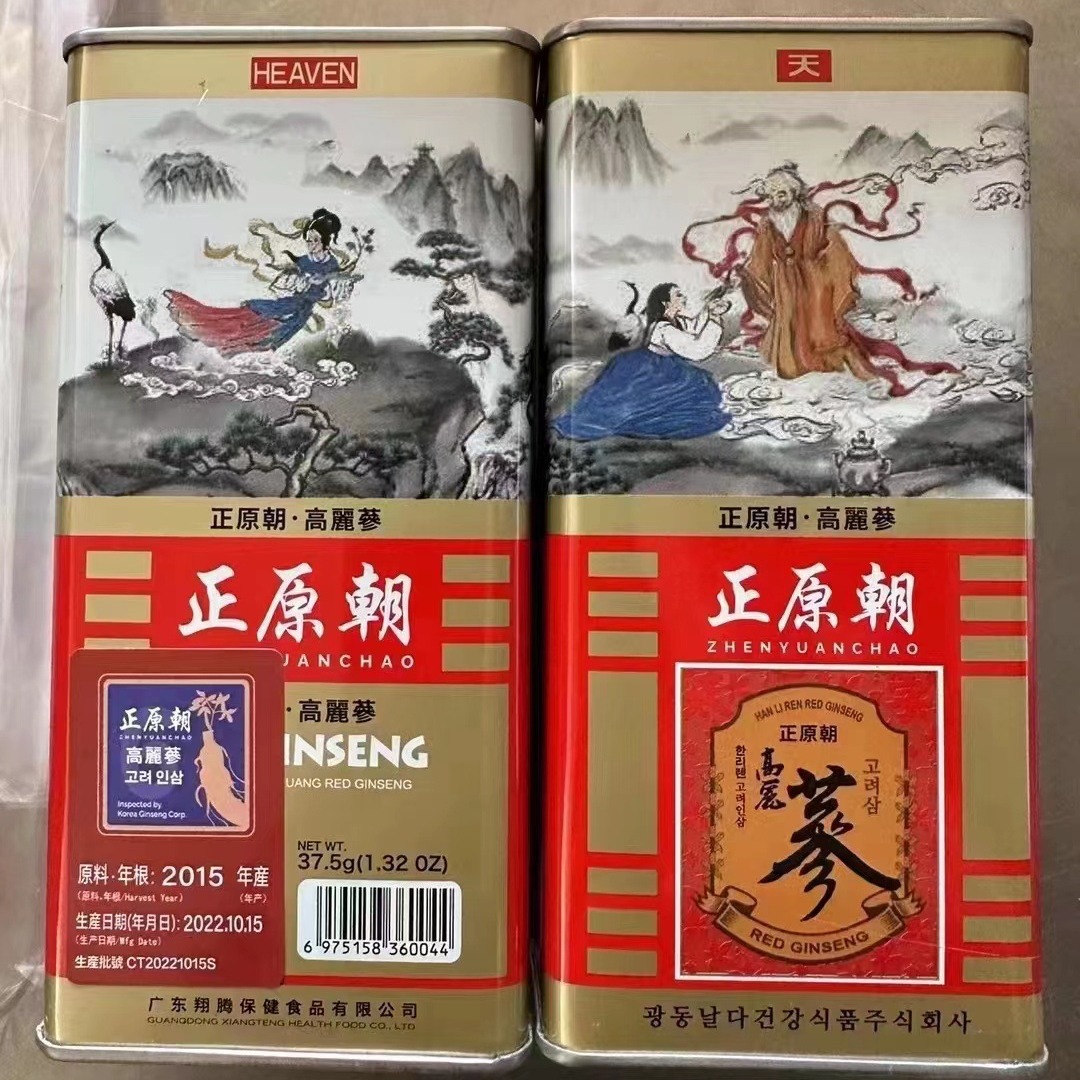 HEAVEN
正原朝·高麗蔘
正原朝
UANCHAO
·高麗蔘
INSENG
UANG RED GINSENG
NET WT.
37.5g(1.32 OZ)
6 975158 360044
正原朝
ZHENYUANCHAO
高麗蔘
고려 인삼
Inspected by
Korea Ginseng Corp.
原料·年根: 2015 年産
(原料.年根/Harvest Year) (年产)
生産日期(年月日): 2022.10.15
(生产日期/Mfg Date)
生産批號 CT20221015S
广东翔腾保健食品有限公司
GUANGDONG XIANGTENG HEALTH FOOD CO., LTD
天
正原朝·高麗蔘
正原朝
ZHENYUANCHAO
HAN LI REN RED GINSENG
正原朝
한리렌 고려인삼
高麗
蔘
고려삼
RED GINSENG
광동날다건강식품주식회사